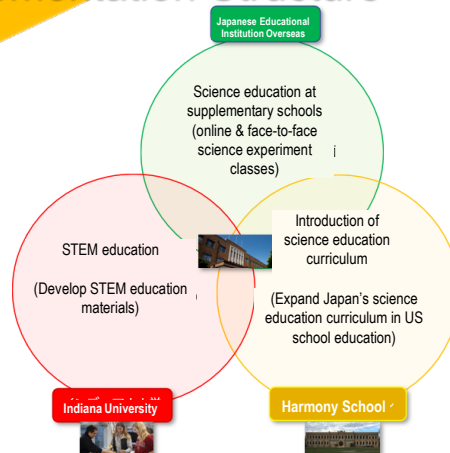 Japanese Educational
Institution Overseas
Science education at
supplementary schools
(online & face-to-face
science experiment
classes)
STEM education
(Develop STEM education
materials)
Introduction of
science education
curriculum
(Expand Japan's science
education curriculum in US
school education)
Indiana University
Harmony School